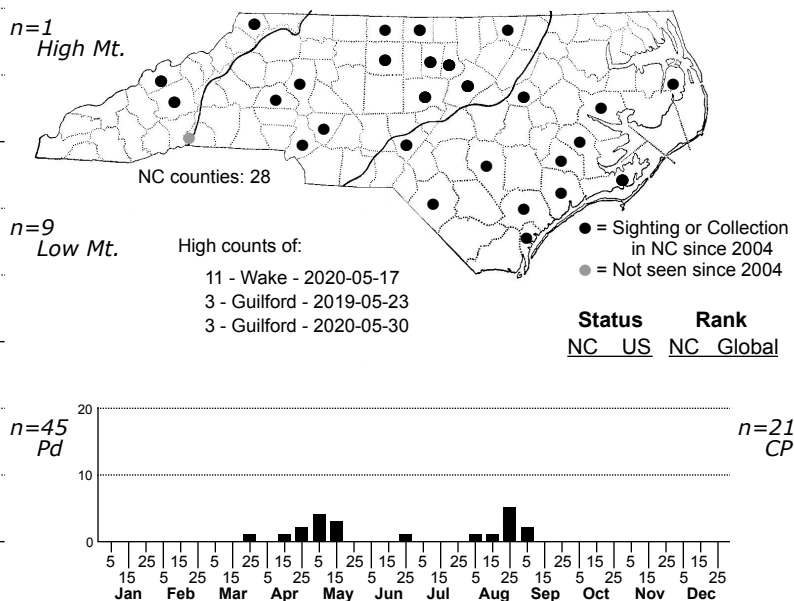 n=1
High Mt.
NC counties: 28
n=9
Low Mt.
High counts of:
11 - Wake - 2020-05-17
3 - Guilford - 2019-05-23
3 - Guilford - 2020-05-30
● = Sighting or Collection
in NC since 2004
● = Not seen since 2004
Status Rank
NC US NC Global
n=45
Pd
n=21
CP
20
10
0
5 25 15 5 25 15 5 25 15 5 25 15 5 25 15 5 25 15
15 5 25 15 5 25 15 5 25 15 5 25 15 5 25 15 5 25
Jan Feb Mar Apr May Jun Jul Aug Sep Oct Nov Dec